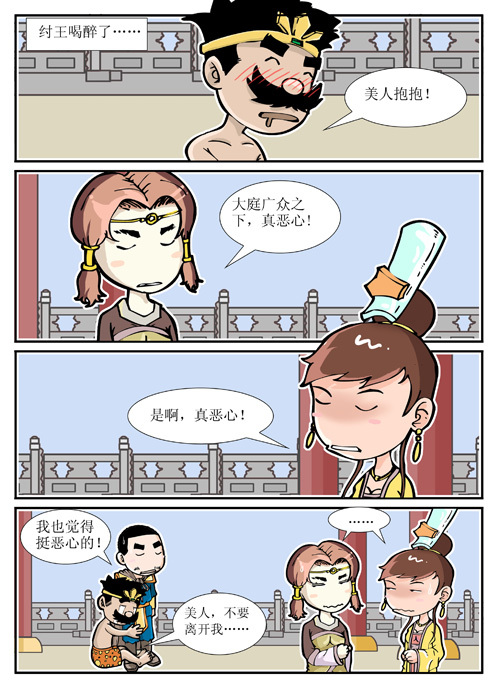 纣王喝醉了……
美人抱抱！
大庭广众之
下，真恶心！
是啊，真恶心！
我也觉得
挺恶心的！
美人，不要
离开我……
……